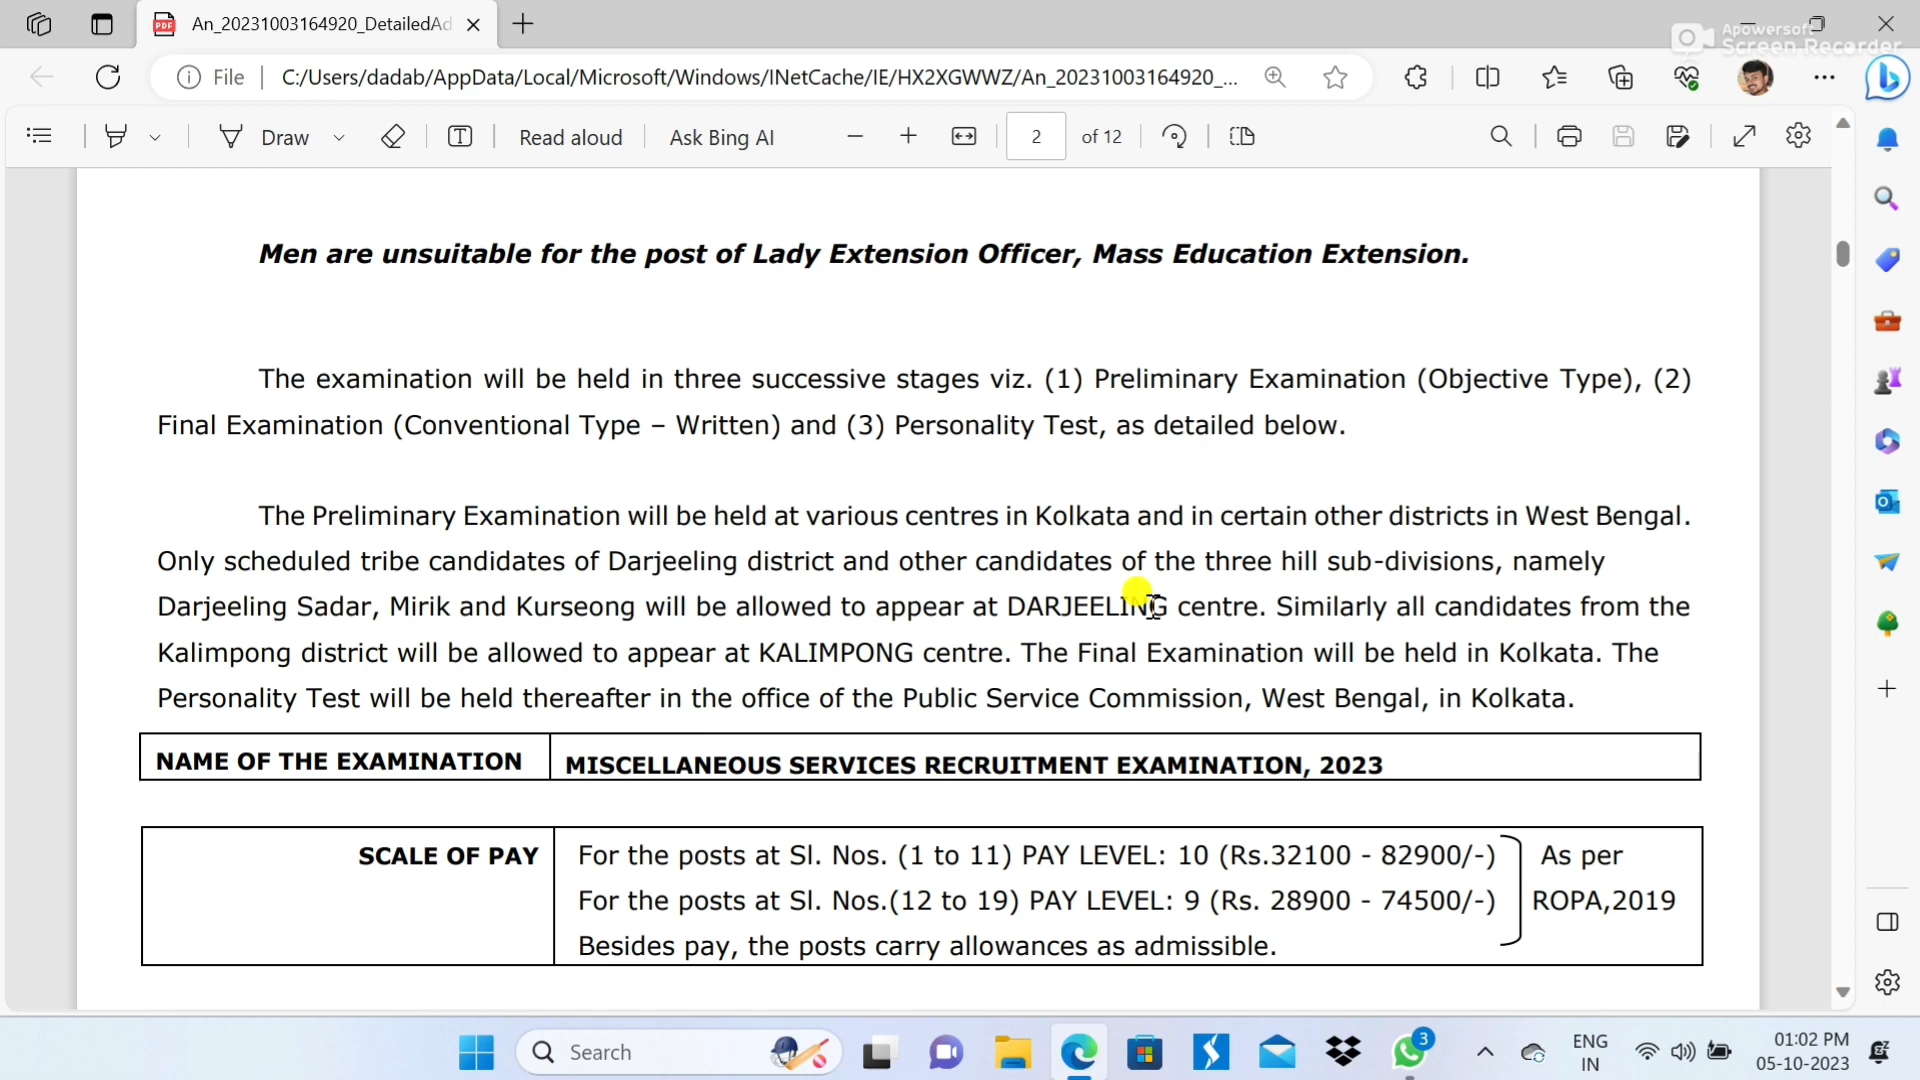 An_20231003164920_DetailedAd
Apowersoft
Screen Recorder
File
C:/Users/dadab/AppData/Local/Microsoft/Windows/INetCache/IE/HX2XGWWZ/An_20231003164920_...
Draw
Read aloud
Ask Bing AI
2
of 12
Men are unsuitable for the post of Lady Extension Officer, Mass Education Extension.
The examination will be held in three successive stages viz. (1) Preliminary Examination (Objective Type), (2)
Final Examination (Conventional Type – Written) and (3) Personality Test, as detailed below.
The Preliminary Examination will be held at various centres in Kolkata and in certain other districts in West Bengal.
Only scheduled tribe candidates of Darjeeling district and other candidates of the three hill sub-divisions, namely
Darjeeling Sadar, Mirik and Kurseong will be allowed to appear at DARJEELING centre. Similarly all candidates from the
Kalimpong district will be allowed to appear at KALIMPONG centre. The Final Examination will be held in Kolkata. The
Personality Test will be held thereafter in the office of the Public Service Commission, West Bengal, in Kolkata.
NAME OF THE EXAMINATION
MISCELLANEOUS SERVICES RECRUITMENT EXAMINATION, 2023
SCALE OF PAY
For the posts at Sl. Nos. (1 to 11) PAY LEVEL: 10 (Rs.32100 - 82900/-)
As per
For the posts at Sl. Nos.(12 to 19) PAY LEVEL: 9 (Rs. 28900 - 74500/-)
ROPA,2019
Besides pay, the posts carry allowances as admissible.
Search
3
ENG
IN
01:02 PM
05-10-2023